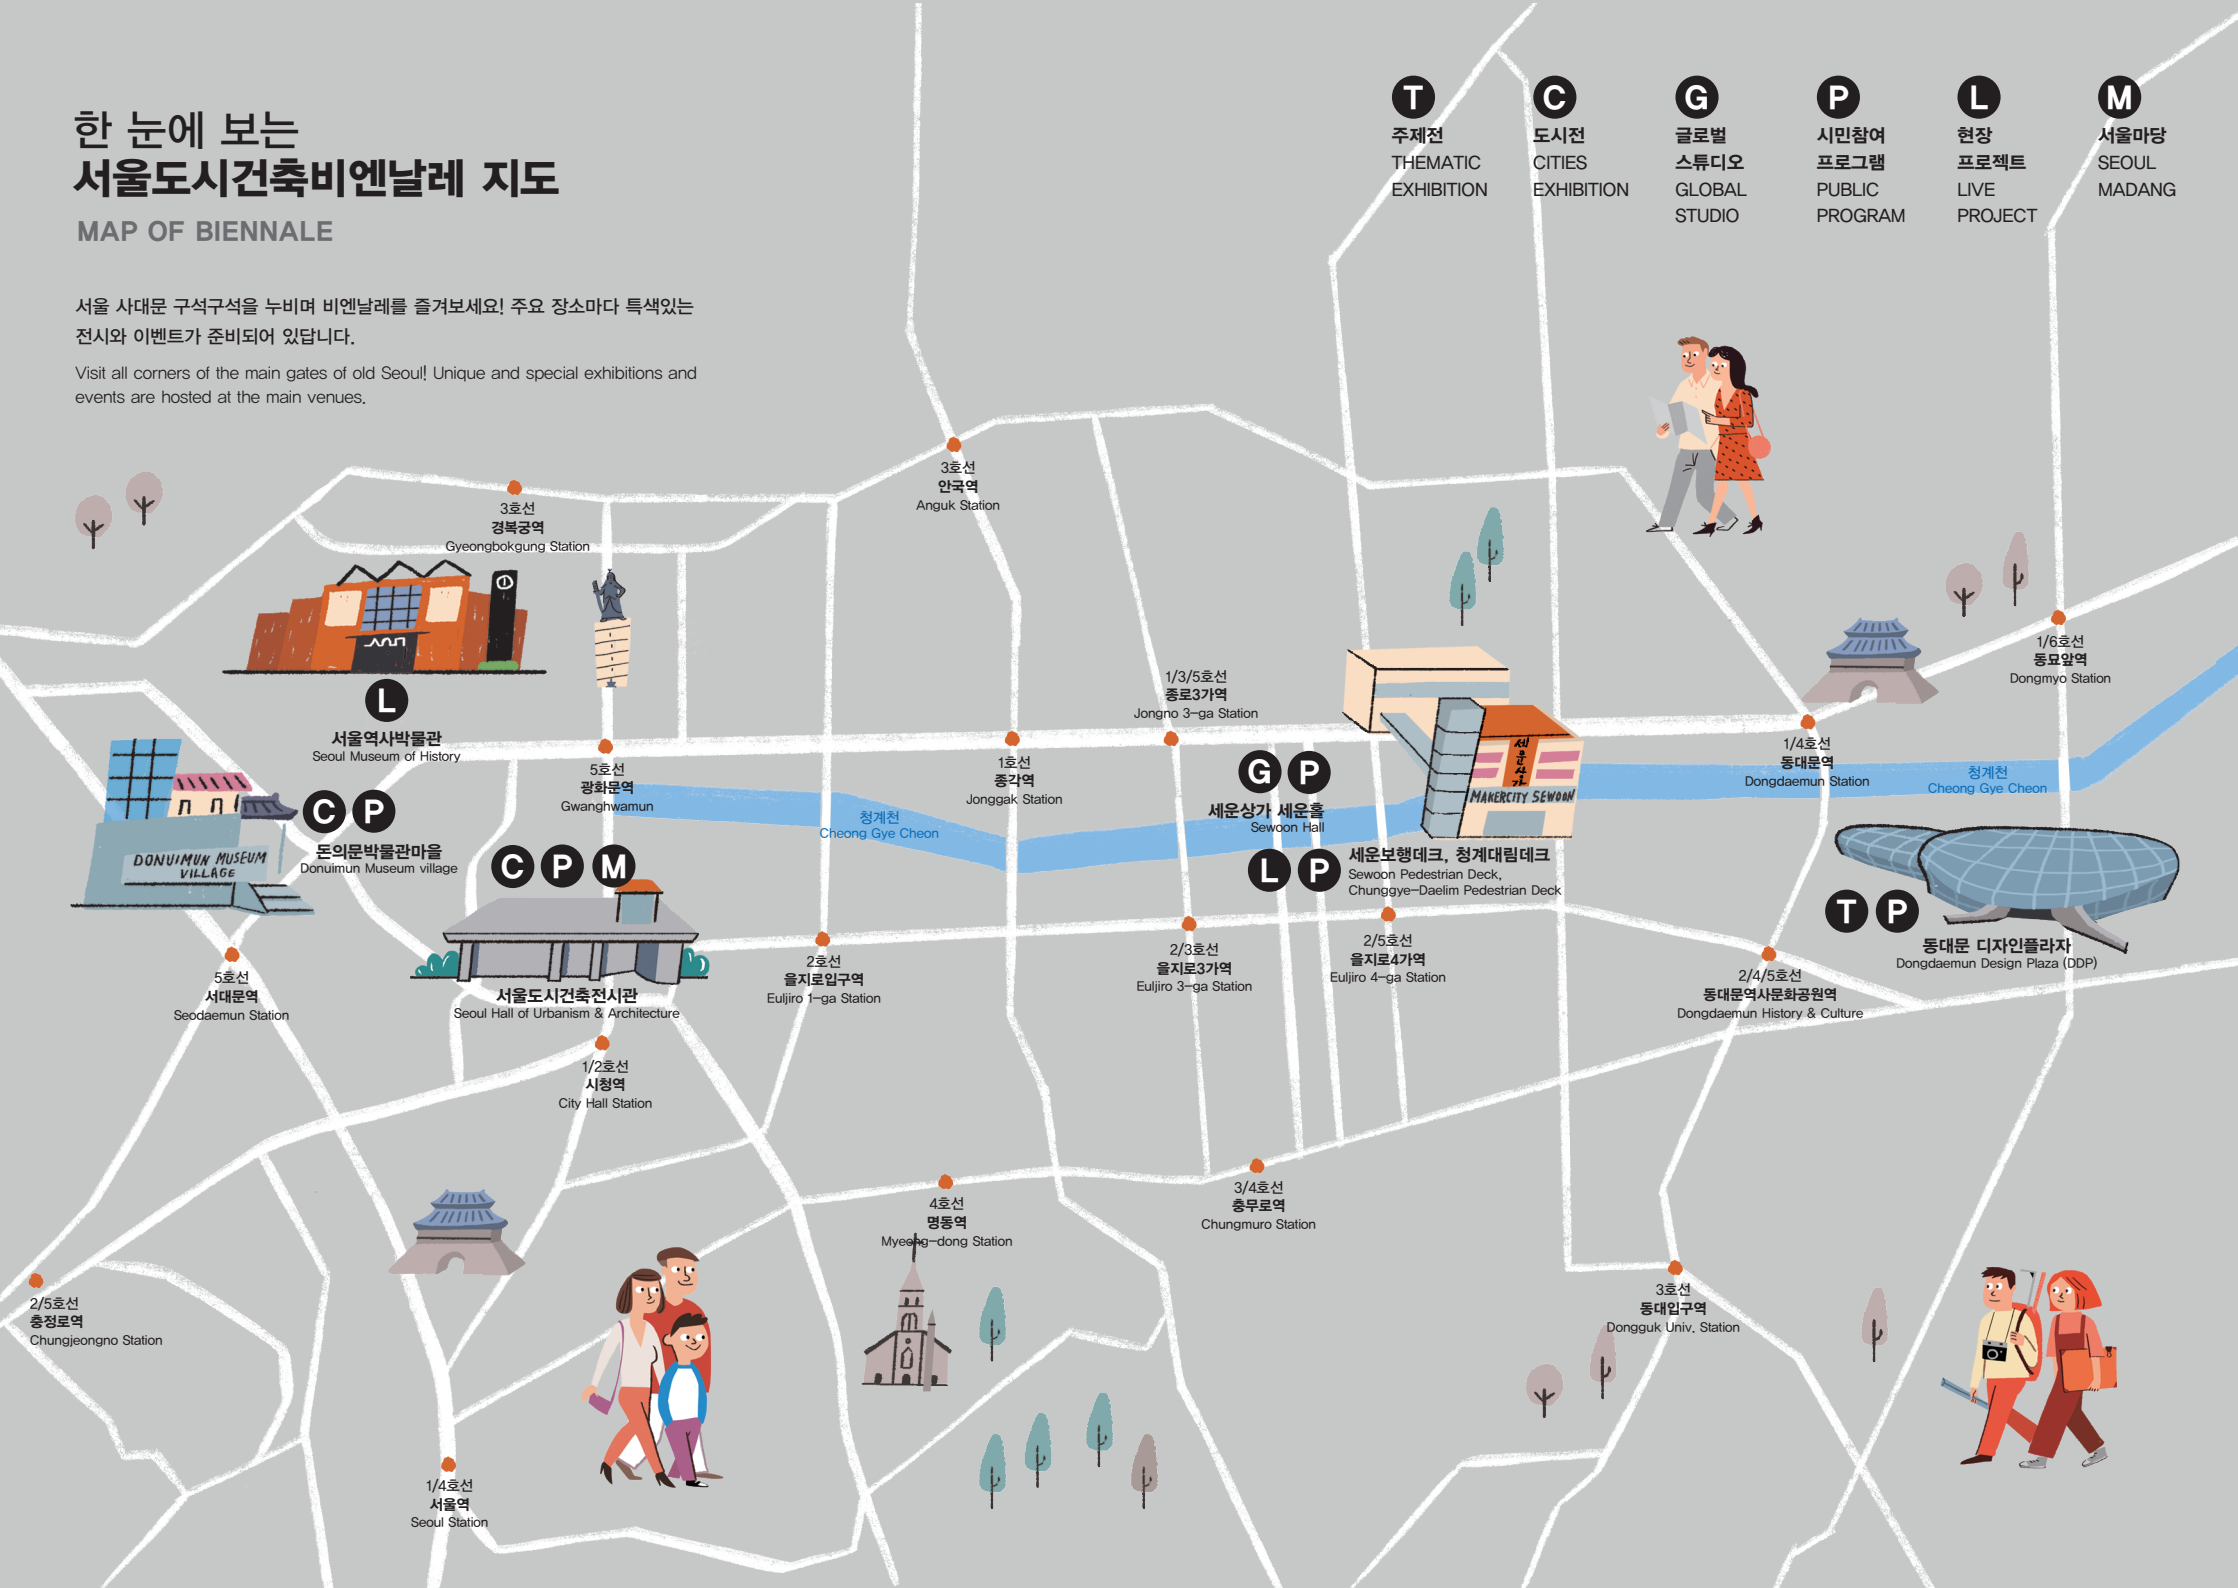 한 눈에 보는
서울도시건축비엔날레 지도
MAP OF BIENNALE
서울 사대문 구석구석을 누비며 비엔날레를 즐겨보세요! 주요 장소마다 특색있는
전시와 이벤트가 준비되어 있답니다.
Visit all corners of the main gates of old Seoul! Unique and special exhibitions and
events are hosted at the main venues.
T
주제전
THEMATIC
EXHIBITION
C
도시전
CITIES
EXHIBITION
G
글로벌
스튜디오
GLOBAL
STUDIO
P
시민참여
프로그램
PUBLIC
PROGRAM
L
현장
프로젝트
LIVE
PROJECT
M
서울마당
SEOUL
MADANG
3호선
안국역
Anguk Station
3호선
경복궁역
Gyeongbokgung Station
L
서울역사박물관
Seoul Museum of History
1/6호선
동묘앞역
Dongmyo Station
1/3/5호선
종로3가역
Jongno 3-ga Station
5호선
광화문역
Gwanghwamun
1호선
종각역
Jonggak Station
1/4호선
동대문역
Dongdaemun Station
청계천
Cheong Gye Cheon
청계천
Cheong Gye Cheon
G P
세운상가 세운홀
Sewoon Hall
세운상가
MAKERCITY SEWOON
L P
세운보행데크, 청계대림데크
Sewoon Pedestrian Deck,
Chunggye-Daelim Pedestrian Deck
C P
돈의문박물관마을
Donuimun Museum village
DONUIMUN MUSEUM
VILLAGE
C P M
서울도시건축전시관
Seoul Hall of Urbanism & Architecture
T P
동대문 디자인플라자
Dongdaemun Design Plaza (DDP)
5호선
서대문역
Seodaemun Station
2호선
을지로입구역
Euljiro 1-ga Station
2/3호선
을지로3가역
Euljiro 3-ga Station
2/5호선
을지로4가역
Euljiro 4-ga Station
2/4/5호선
동대문역사문화공원역
Dongdaemun History & Culture
1/2호선
시청역
City Hall Station
4호선
명동역
Myeong-dong Station
3/4호선
충무로역
Chungmuro Station
2/5호선
충정로역
Chungjeongno Station
3호선
동대입구역
Dongguk Univ. Station
1/4호선
서울역
Seoul Station